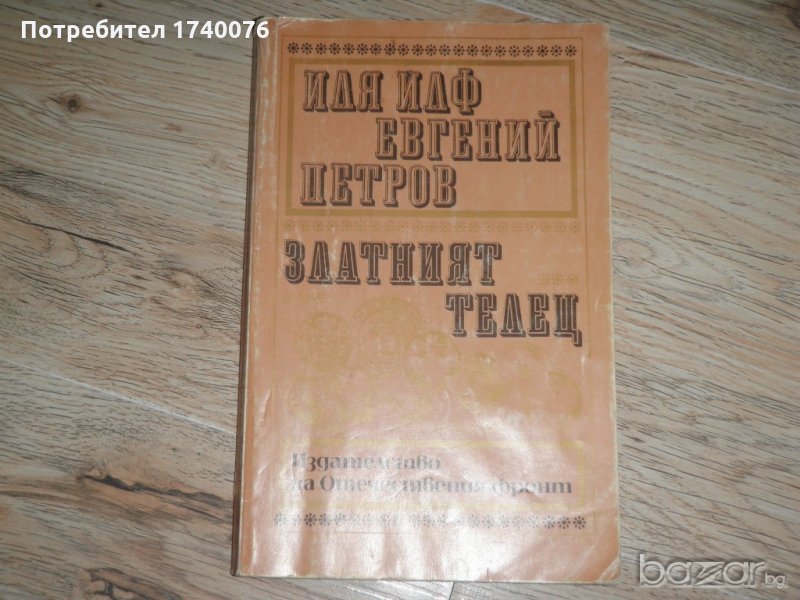 Потребител 1740076
ИЛЯ ИЛФ
ЕВГЕНИЙ
ПЕТРОВ
ЗЛАТНИЯТ
ТЕЛЕЦ
Издателство
на Отечествения фронт
bazar.bg